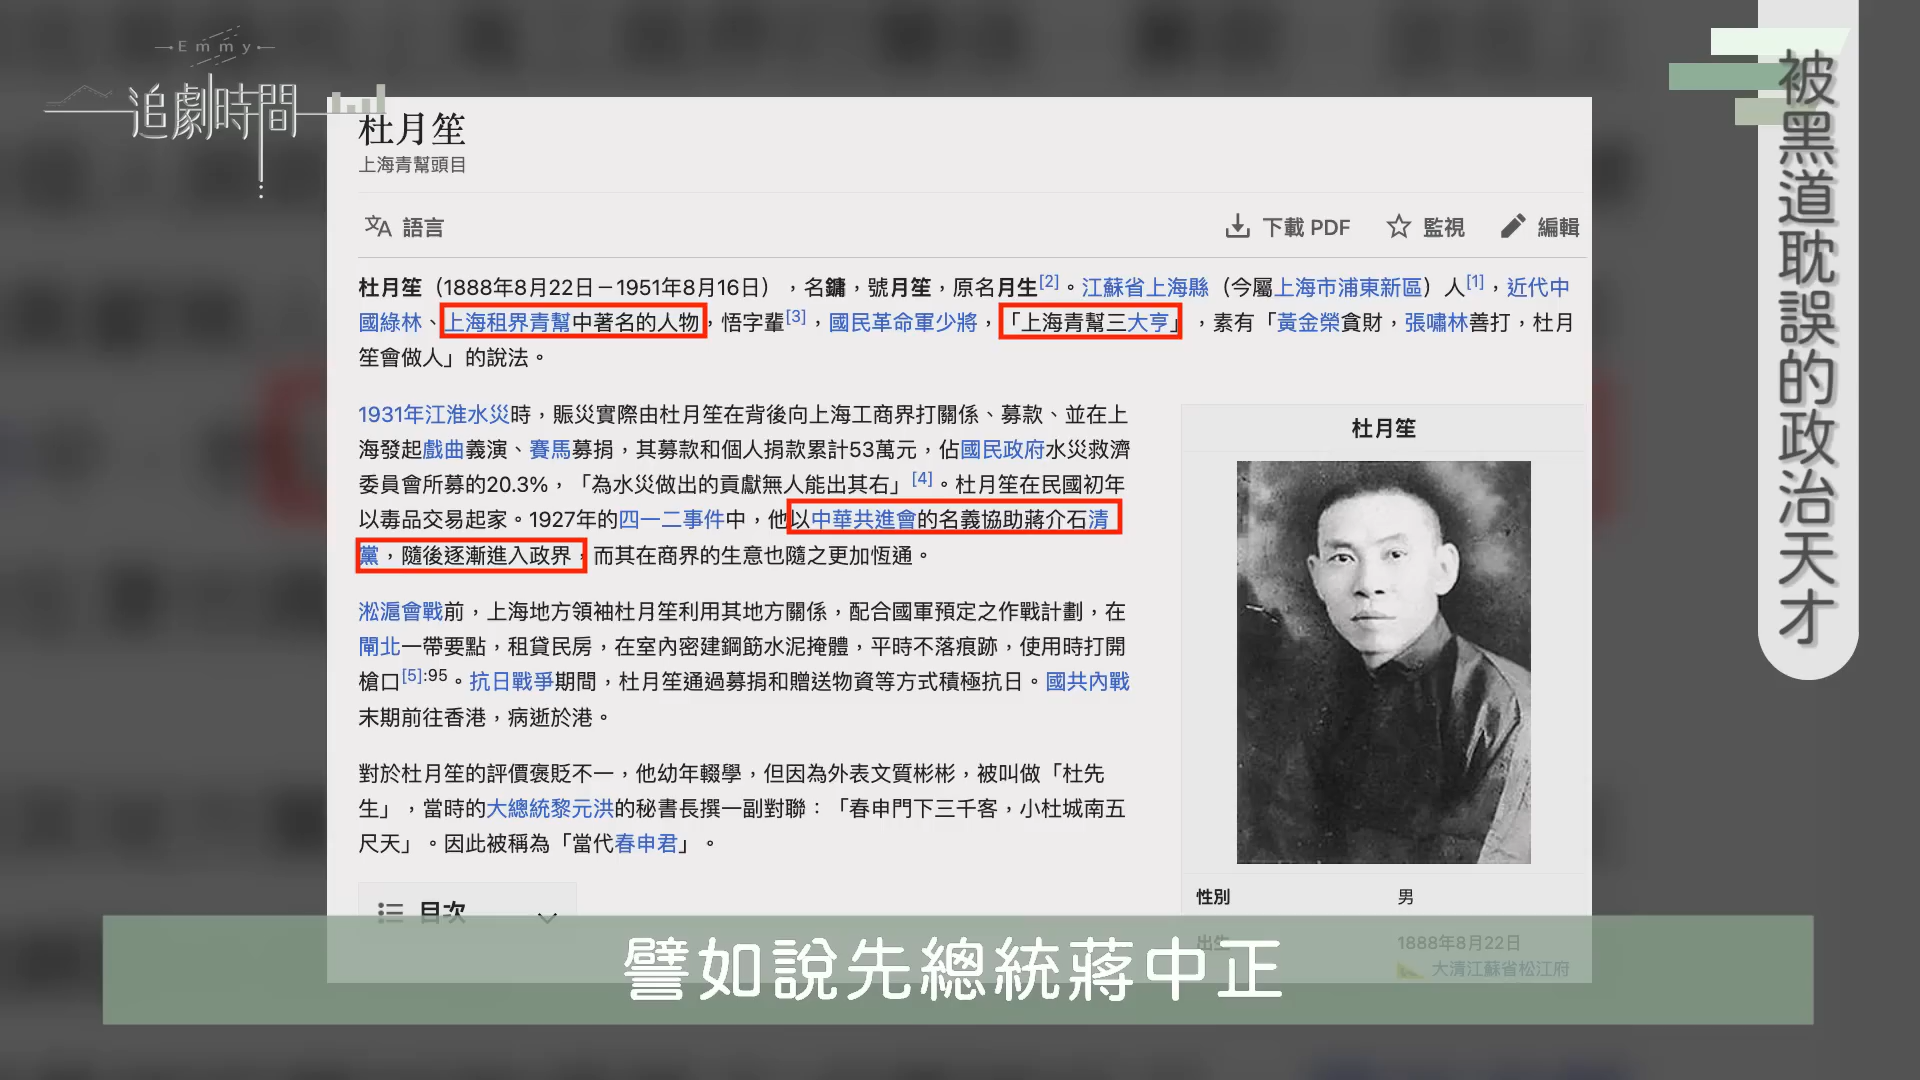 Emmy
追劇時間
被黑道耽誤的政治天才
杜月笙
上海青幫頭目
文A 語言
下載 PDF
監視
編輯
杜月笙（1888年8月22日－1951年8月16日），名鏞，號月笙，原名月生[2]。江蘇省上海縣（今屬上海市浦東新區）人[1]，近代中
國綠林、上海租界青幫中著名的人物，悟字輩[3]，國民革命軍少將，「上海青幫三大亨」，素有「黃金榮貪財，張嘯林善打，杜月
笙會做人」的說法。
1931年江淮水災時，賑災實際由杜月笙在背後向上海工商界打關係、募款、並在上
海發起戲曲義演、賽馬募捐，其募款和個人捐款累計53萬元，佔國民政府水災救濟
委員會所募的20.3%，「為水災做出的貢獻無人能出其右」[4]。杜月笙在民國初年
以毒品交易起家。1927年的四一二事件中，他以中華共進會的名義協助蔣介石清
黨，隨後逐漸進入政界，而其在商界的生意也隨之更加恆通。
淞滬會戰前，上海地方領袖杜月笙利用其地方關係，配合國軍預定之作戰計劃，在
閘北一帶要點，租貸民房，在室內密建鋼筋水泥掩體，平時不落痕跡，使用時打開
槍口[5]:95。抗日戰爭期間，杜月笙通過募捐和贈送物資等方式積極抗日。國共內戰
末期前往香港，病逝於港。
對於杜月笙的評價褒貶不一，他幼年輟學，但因為外表文質彬彬，被叫做「杜先
生」，當時的大總統黎元洪的秘書長撰一副對聯：「春申門下三千客，小杜城南五
尺天」。因此被稱為「當代春申君」。
目次
杜月笙
性別 男
出生 1888年8月22日
大清江蘇省松江府
譬如說先總統蔣中正